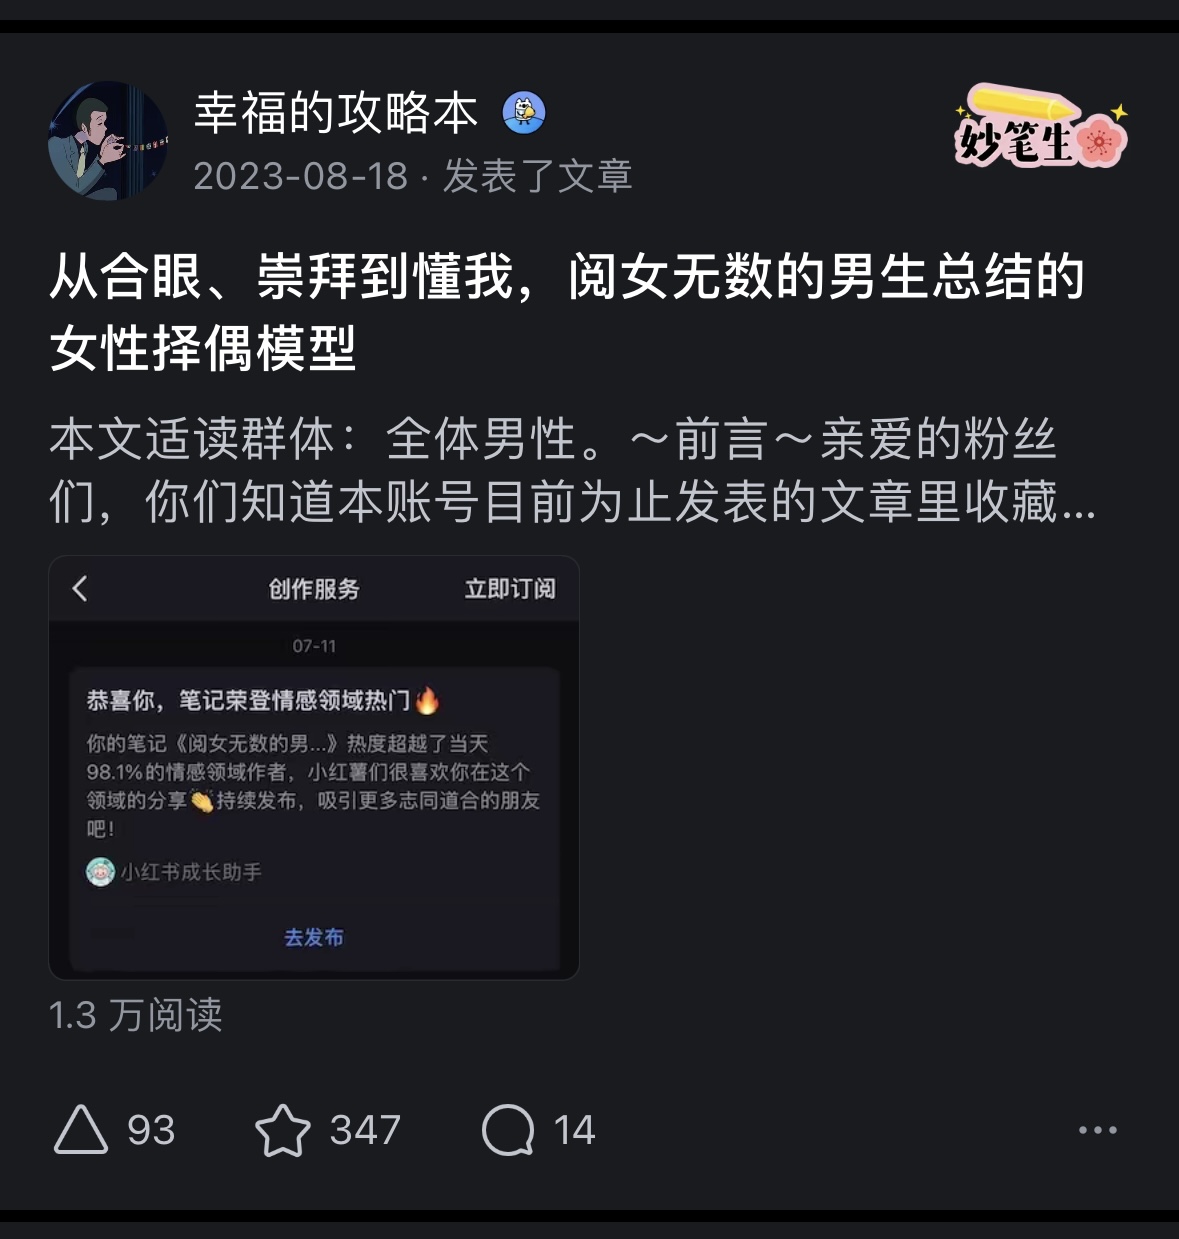 幸福的攻略本
2023-08-18 · 发表了文章
妙笔生
从合眼、崇拜到懂我，阅女无数的男生总结的
女性择偶模型
本文适读群体：全体男性。～前言～亲爱的粉丝
们，你们知道本账号目前为止发表的文章里收藏...
创作服务
立即订阅
07-11
恭喜你，笔记荣登情感领域热门🔥
你的笔记《阅女无数的男...》热度超越了当天
98.1%的情感领域作者，小红薯们很喜欢你在这个
领域的分享👏持续发布，吸引更多志同道合的朋友
吧！
小红书成长助手
去发布
1.3 万阅读
93
347
14